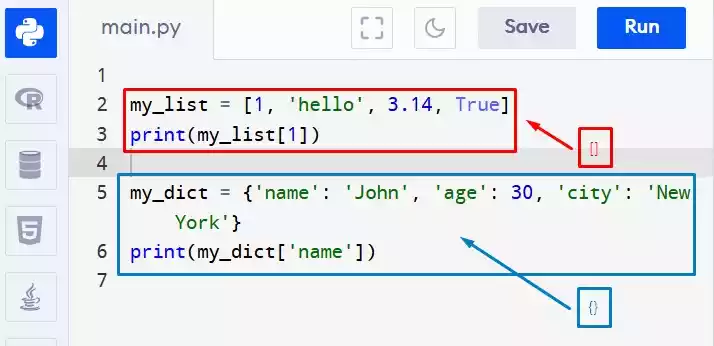 main.py Save Run
1
2 my_list = [1, 'hello', 3.14, True]
3 print(my_list[1])
[]
4
5 my_dict = {'name': 'John', 'age': 30, 'city': 'New
York'}
6 print(my_dict['name'])
7
{}
R
5